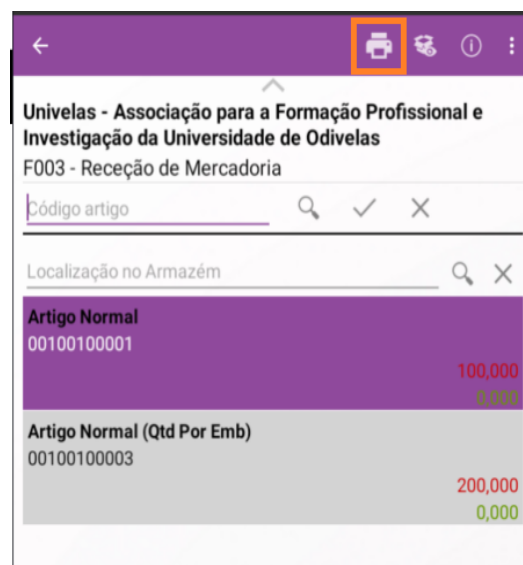 Univelas - Associação para a Formação Profissional e
Investigação da Universidade de Odivelas
F003 - Receção de Mercadoria
Código artigo
Localização no Armazém
Artigo Normal
00100100001
100,000
0,000
Artigo Normal (Qtd Por Emb)
00100100003
200,000
0,000